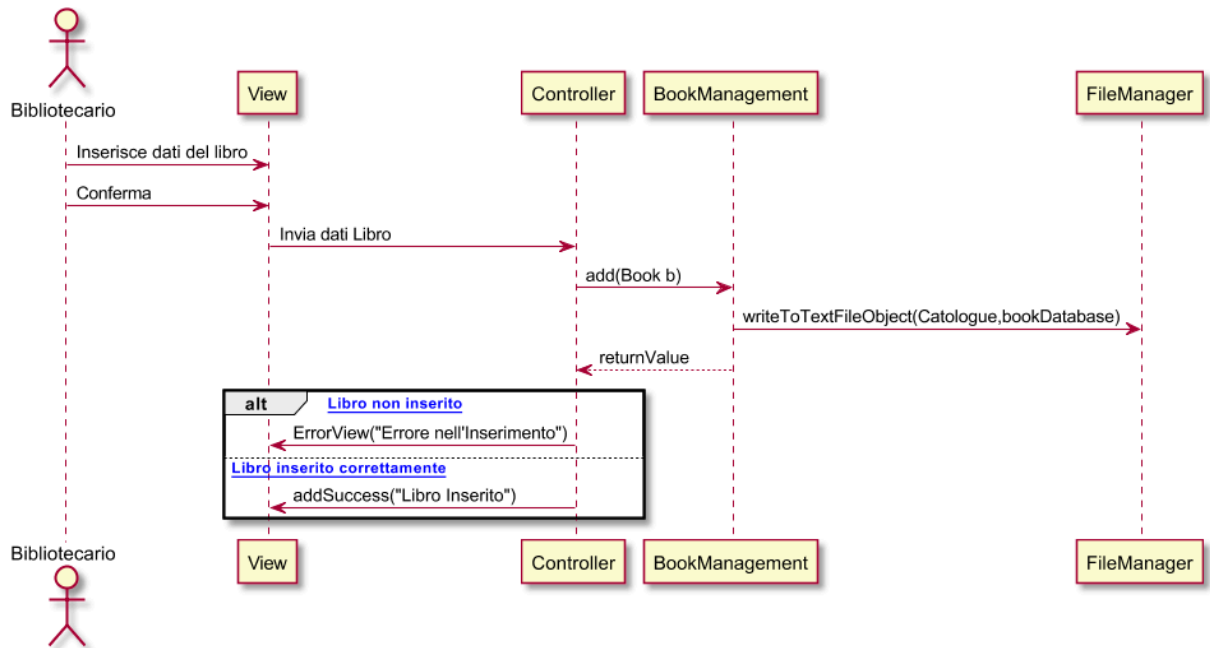 Bibliotecario
View
Controller
BookManagement
FileManager
Inserisce dati del libro
Conferma
Invia dati Libro
add(Book b)
writeToTextFileObject(Catologue,bookDatabase)
returnValue
alt
Libro non inserito
ErrorView("Errore nell'Inserimento")
Libro inserito correttamente
addSuccess("Libro Inserito")
Bibliotecario
View
Controller
BookManagement
FileManager